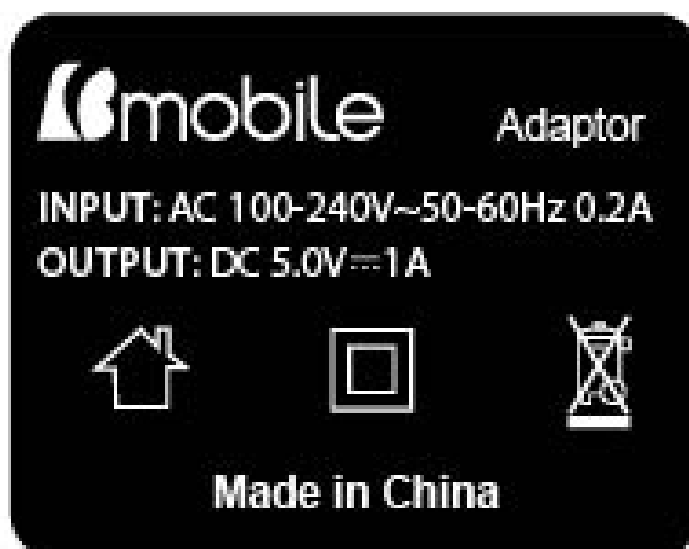 mobile Adaptor
INPUT: AC 100-240V~50-60Hz 0.2A
OUTPUT: DC 5.0V⎓1A
Made in China